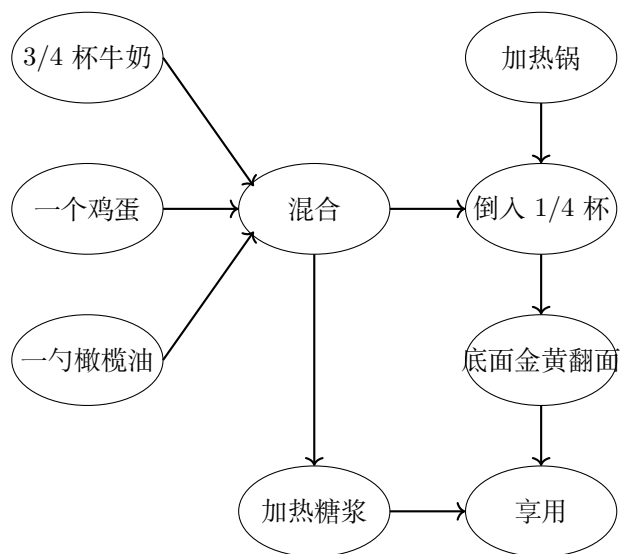 3/4 杯牛奶
加热锅
一个鸡蛋
混合
倒入 1/4 杯
一勺橄榄油
底面金黄翻面
加热糖浆
享用